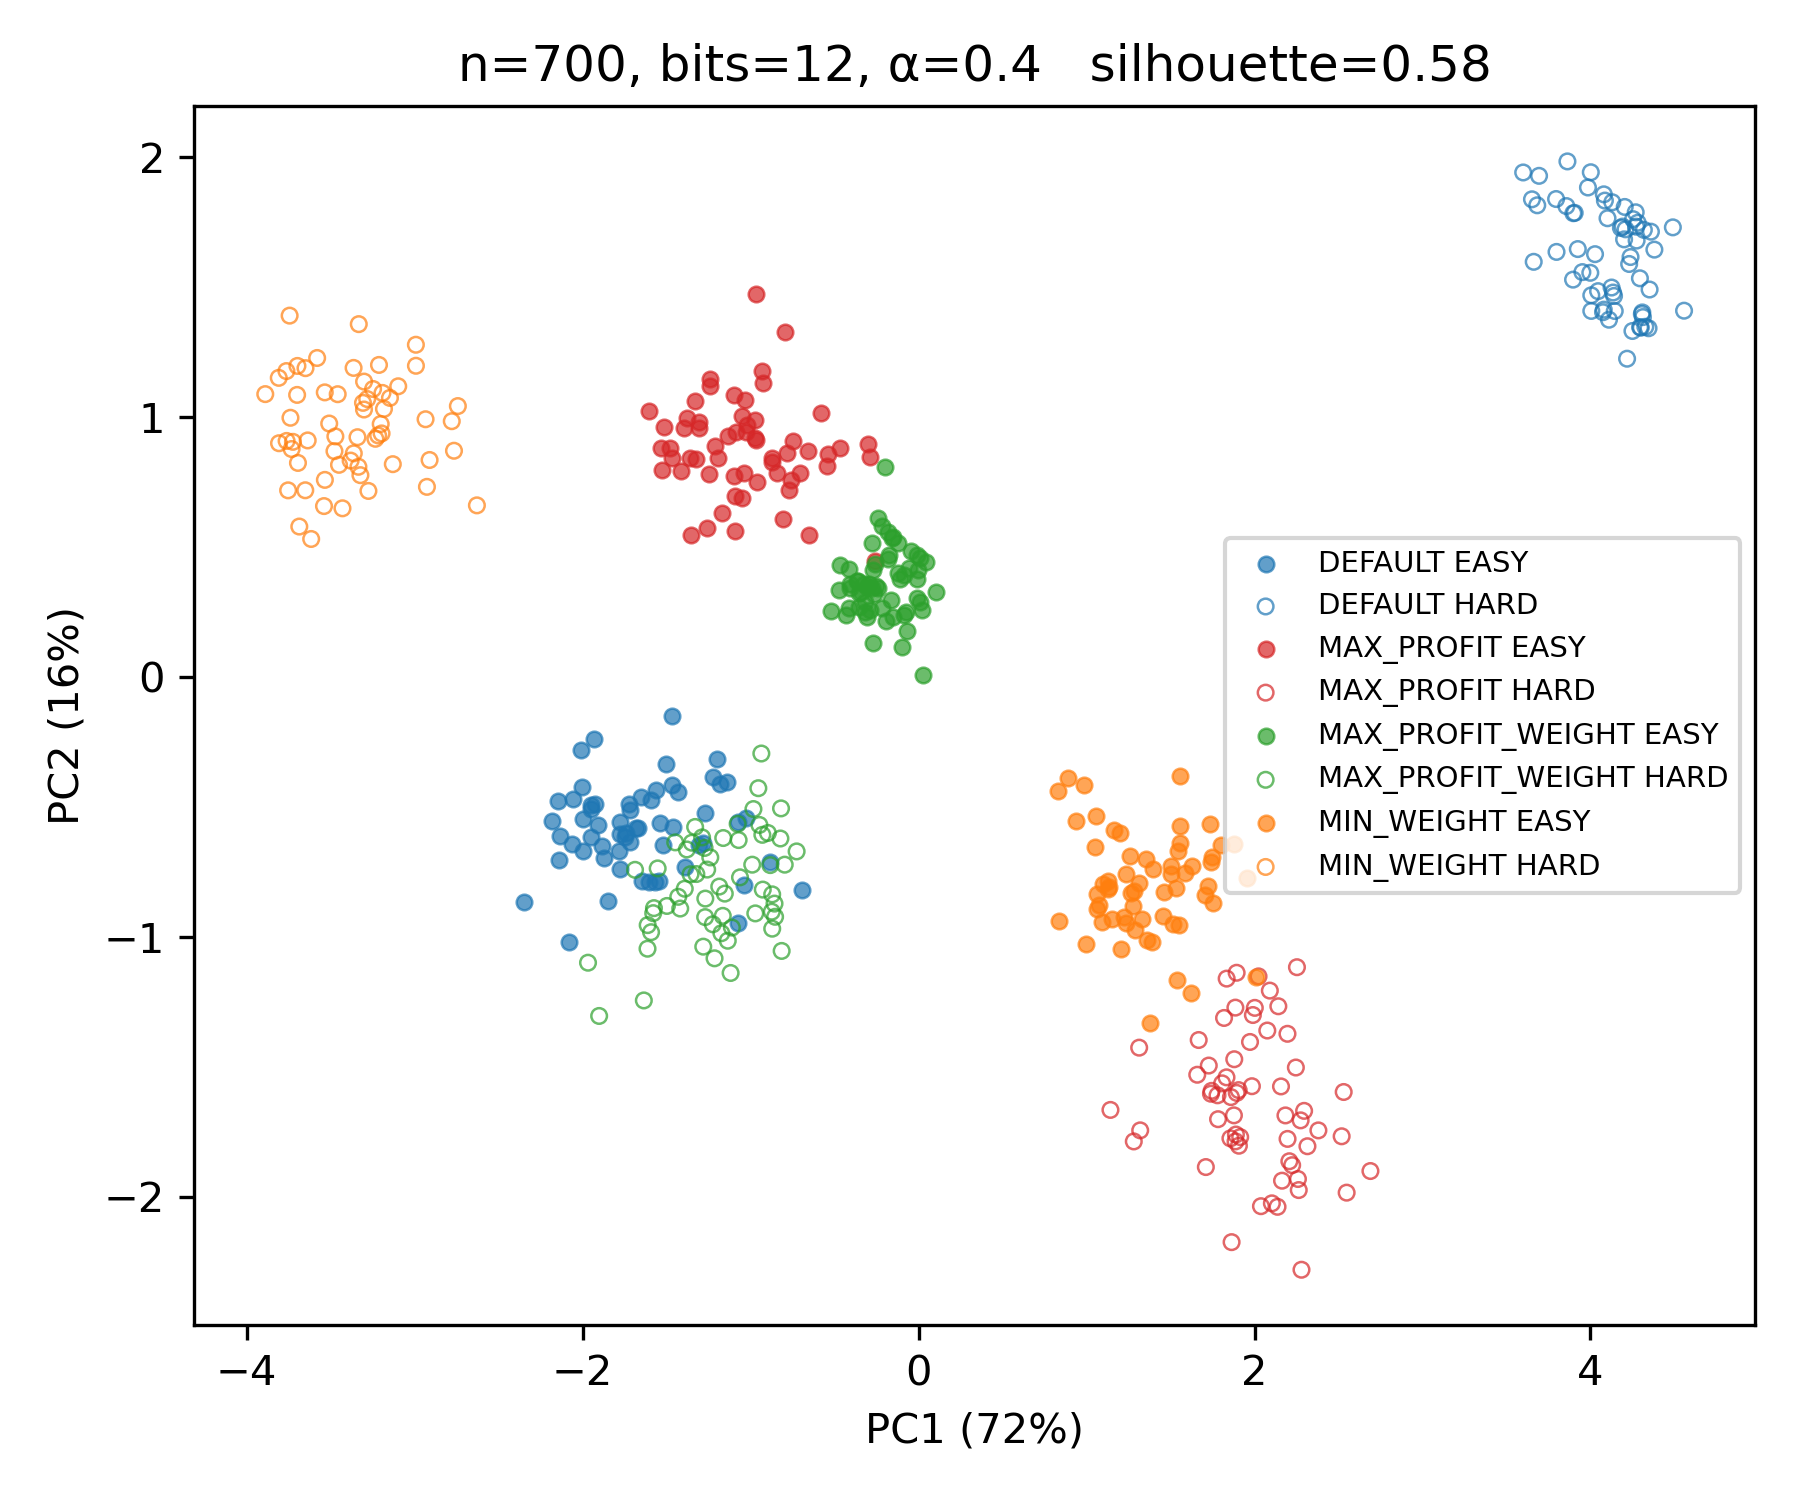 n=700, bits=12, α=0.4   silhouette=0.58
PC2 (16%)
2
1
0
−1
−2
DEFAULT EASY
DEFAULT HARD
MAX_PROFIT EASY
MAX_PROFIT HARD
MAX_PROFIT_WEIGHT EASY
MAX_PROFIT_WEIGHT HARD
MIN_WEIGHT EASY
MIN_WEIGHT HARD
−4 −2 0 2 4
PC1 (72%)